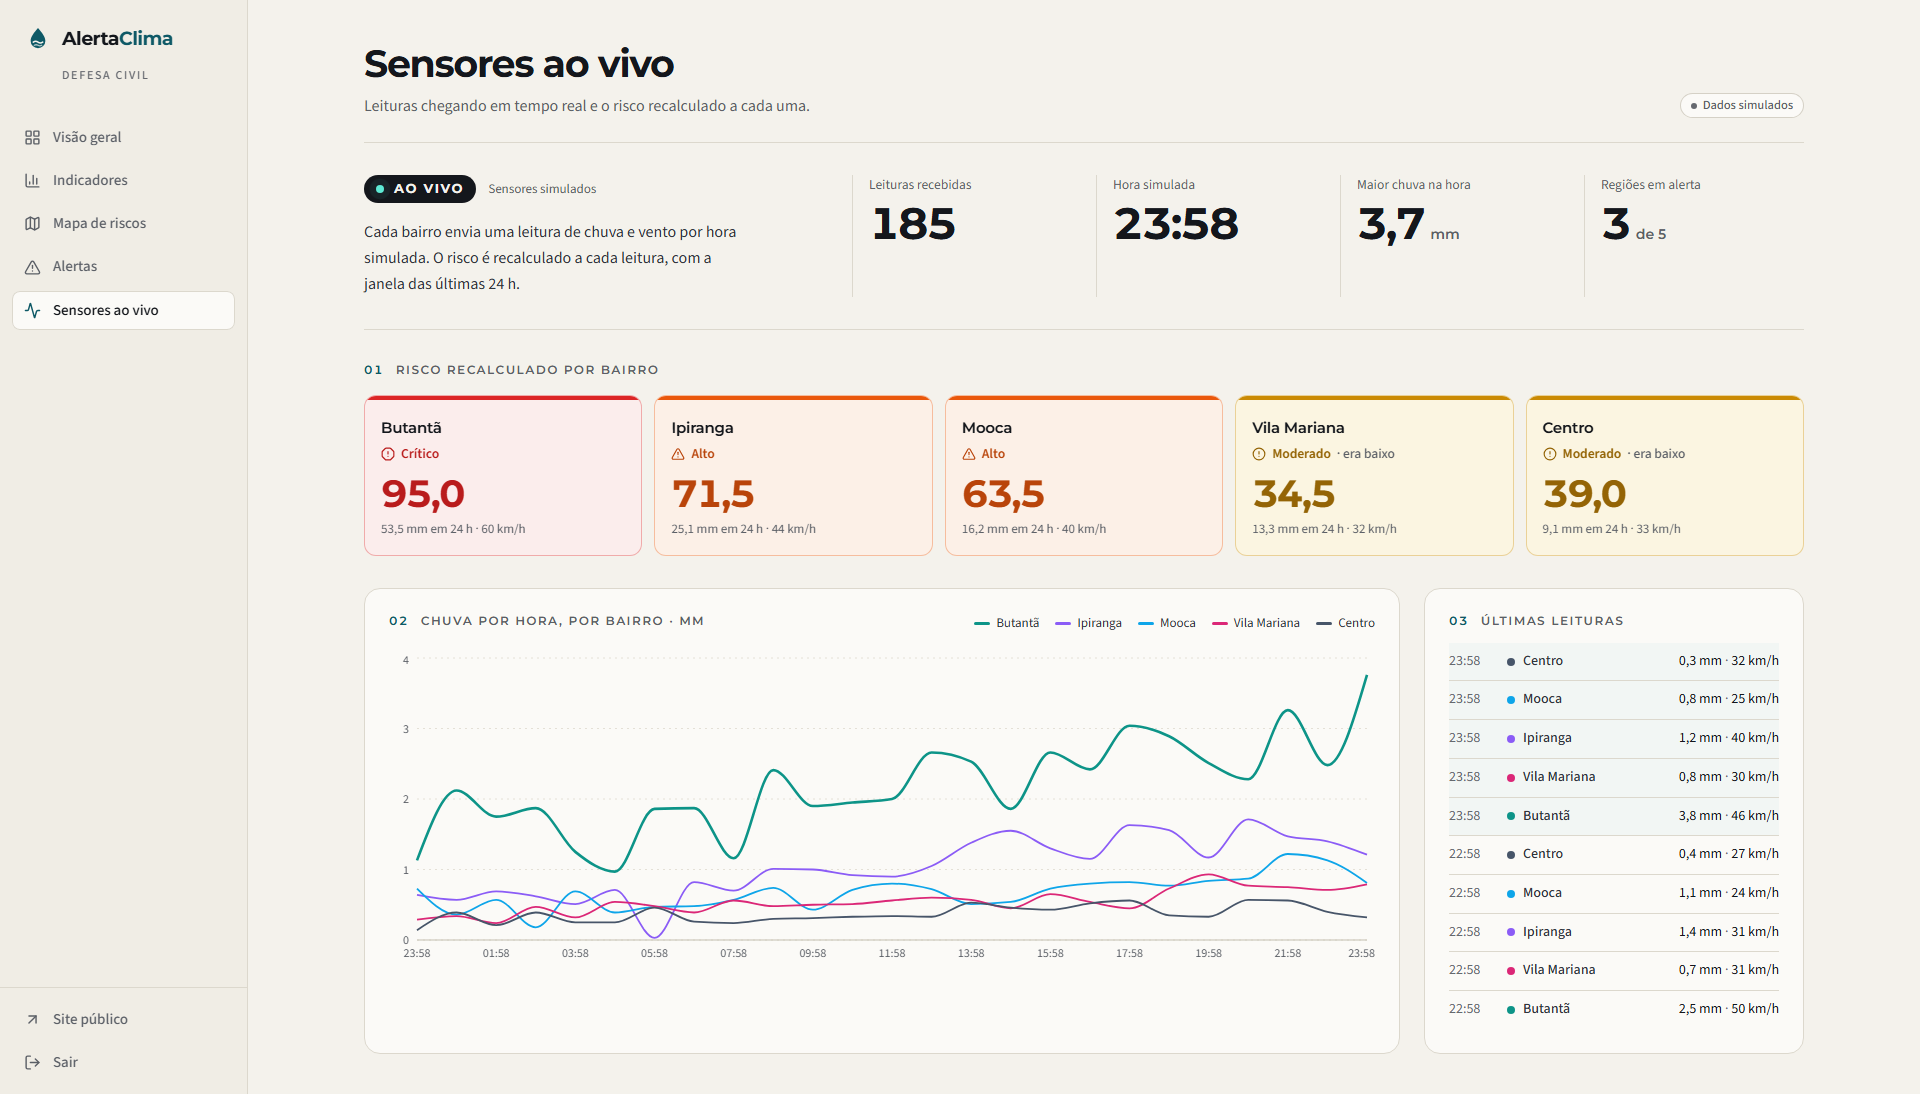 AlertaClima
DEFESA CIVIL
Visão geral
Indicadores
Mapa de riscos
Alertas
Sensores ao vivo
Site público
Sair
Sensores ao vivo
Leituras chegando em tempo real e o risco recalculado a cada uma.
Dados simulados
AO VIVO
Sensores simulados
Cada bairro envia uma leitura de chuva e vento por hora
simulada. O risco é recalculado a cada leitura, com a
janela das últimas 24 h.
Leituras recebidas
185
Hora simulada
23:58
Maior chuva na hora
3,7 mm
Regiões em alerta
3 de 5
01 RISCO RECALCULADO POR BAIRRO
Butantã
Crítico
95,0
53,5 mm em 24 h · 60 km/h
Ipiranga
Alto
71,5
25,1 mm em 24 h · 44 km/h
Mooca
Alto
63,5
16,2 mm em 24 h · 40 km/h
Vila Mariana
Moderado · era baixo
34,5
13,3 mm em 24 h · 32 km/h
Centro
Moderado · era baixo
39,0
9,1 mm em 24 h · 33 km/h
02 CHUVA POR HORA, POR BAIRRO · MM
Butantã Ipiranga Mooca Vila Mariana Centro
4
3
2
1
0
23:58 01:58 03:58 05:58 07:58 09:58 11:58 13:58 15:58 17:58 19:58 21:58 23:58
03 ÚLTIMAS LEITURAS
23:58 Centro 0,3 mm · 32 km/h
23:58 Mooca 0,8 mm · 25 km/h
23:58 Ipiranga 1,2 mm · 40 km/h
23:58 Vila Mariana 0,8 mm · 30 km/h
23:58 Butantã 3,8 mm · 46 km/h
22:58 Centro 0,4 mm · 27 km/h
22:58 Mooca 1,1 mm · 24 km/h
22:58 Ipiranga 1,4 mm · 31 km/h
22:58 Vila Mariana 0,7 mm · 31 km/h
22:58 Butantã 2,5 mm · 50 km/h